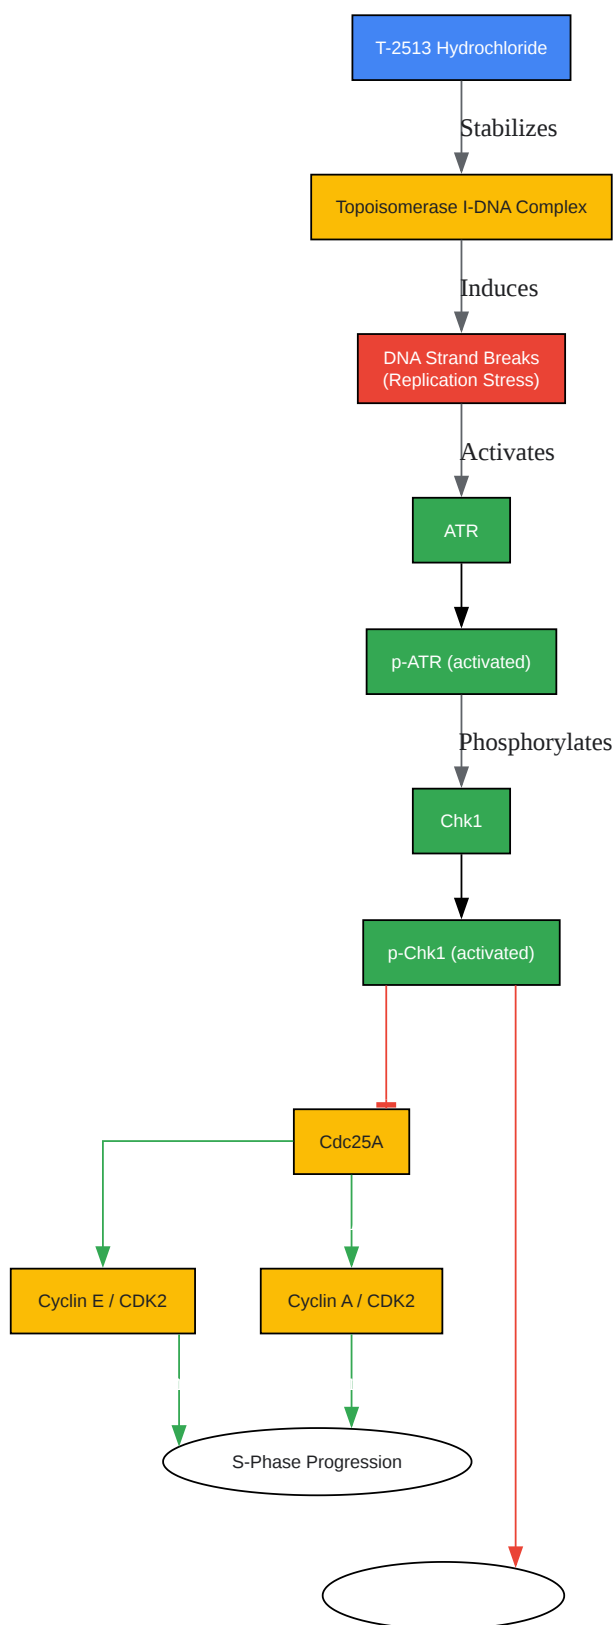 T-2513 Hydrochloride
Stabilizes
Topoisomerase I-DNA Complex
Induces
DNA Strand Breaks
(Replication Stress)
Activates
ATR
p-ATR (activated)
Phosphorylates
Chk1
p-Chk1 (activated)
Cdc25A
Cyclin E / CDK2
Cyclin A / CDK2
S-Phase Progression